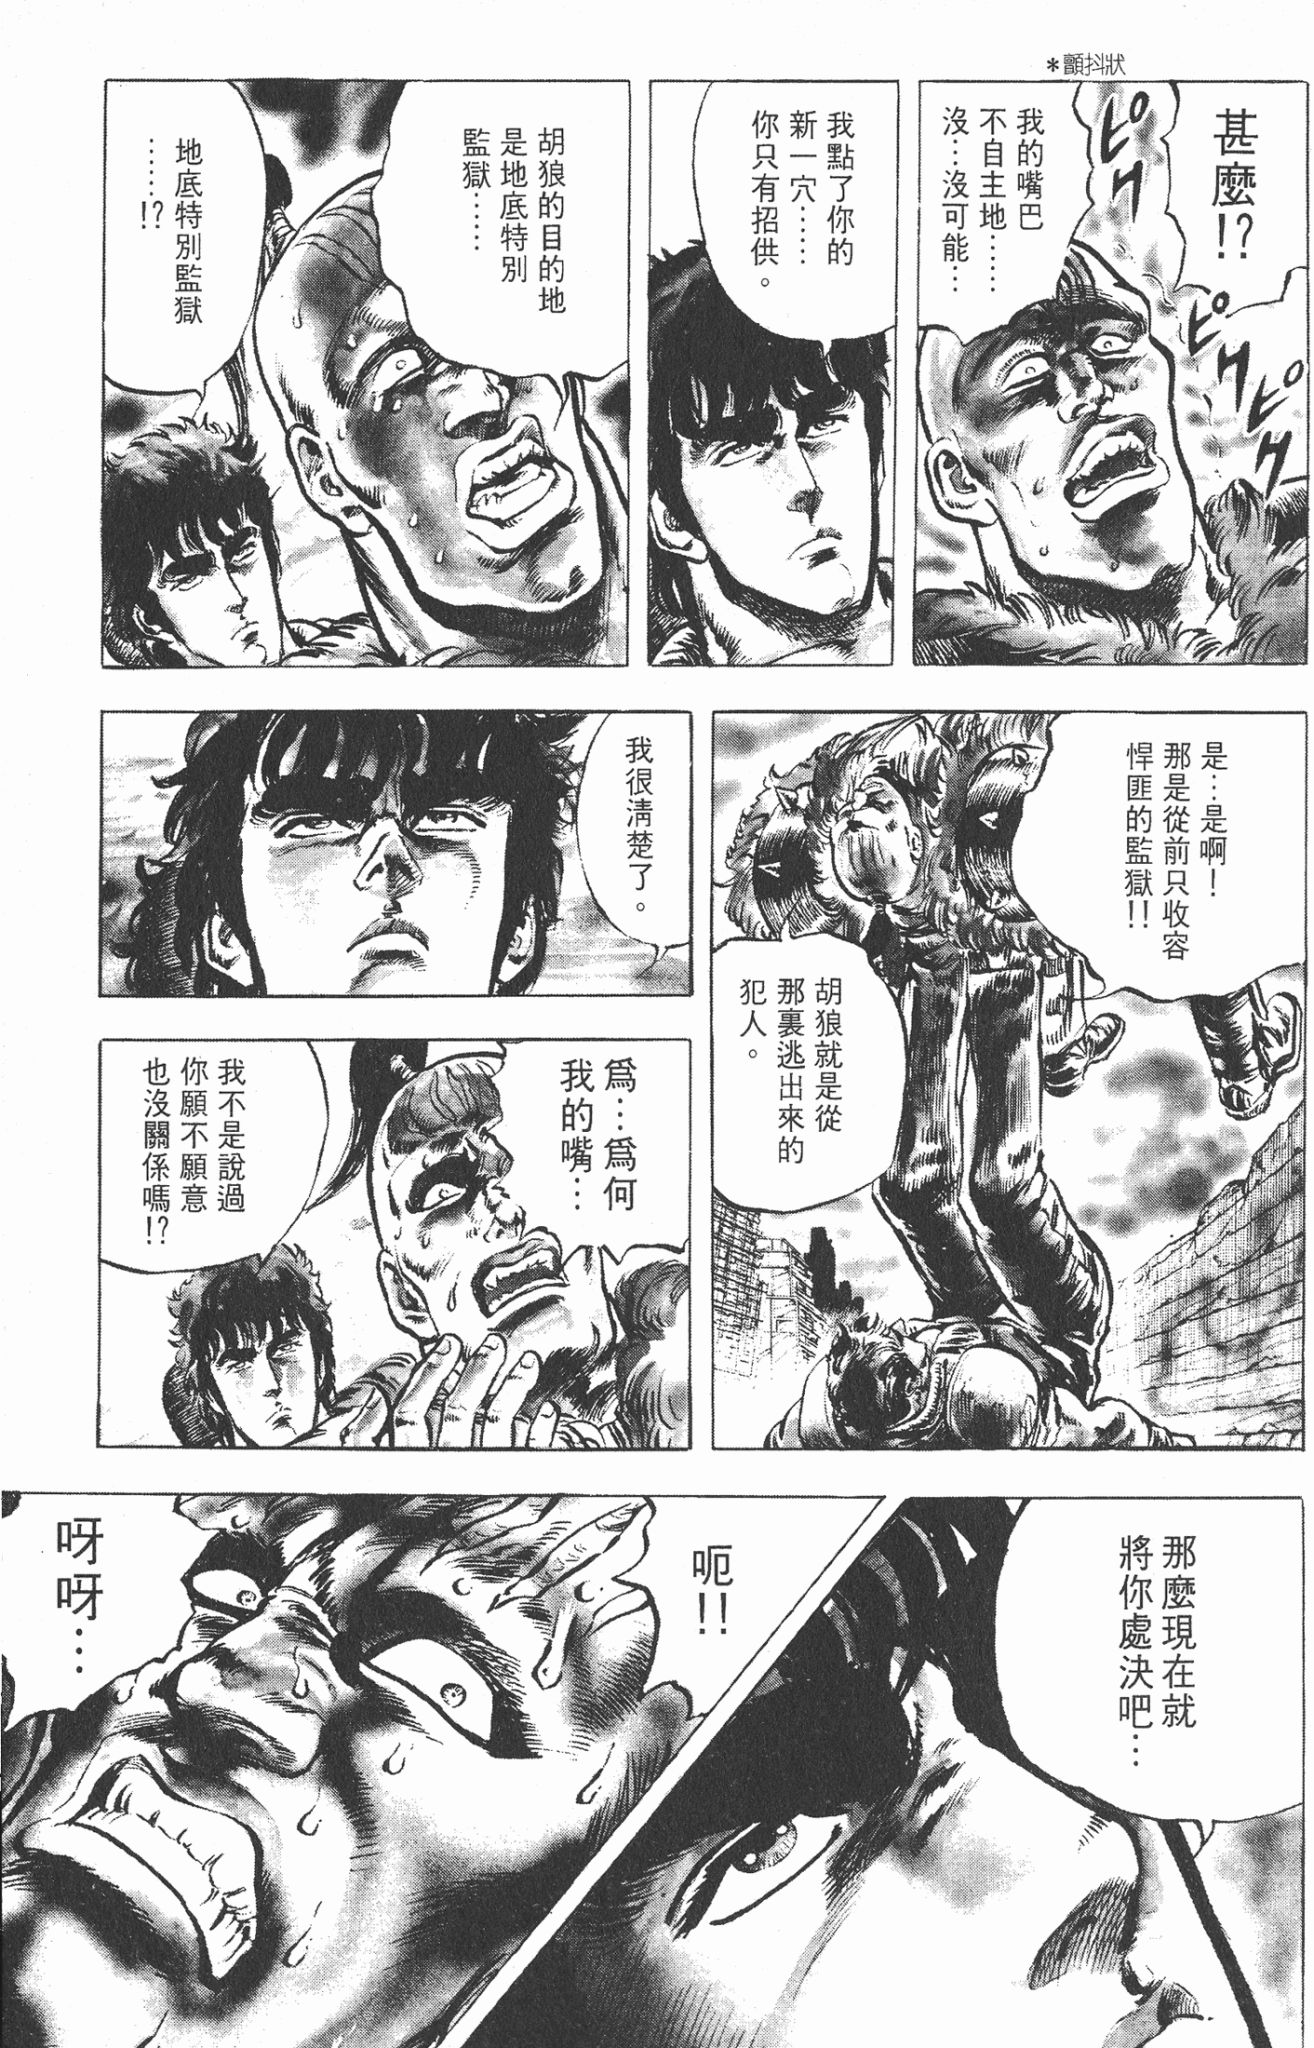 *顫抖狀
甚麼!?
ピク
ピク
ピク
我的嘴巴
不自主地……
沒…沒可能…
我點了你的
新一穴……
你只有招供。
胡狼的目的地
是地底特別
監獄……
地底特別監獄
……!?
是…是啊!
那是從前只收容
悍匪的監獄!!
胡狼就是從
那裏逃出來的
犯人。
我很清楚了。
爲…爲何
我的嘴…
我不是說過
你願不願意
也沒關係嗎!?
那麼現在就
將你處決吧…
呃!!
呀呀…